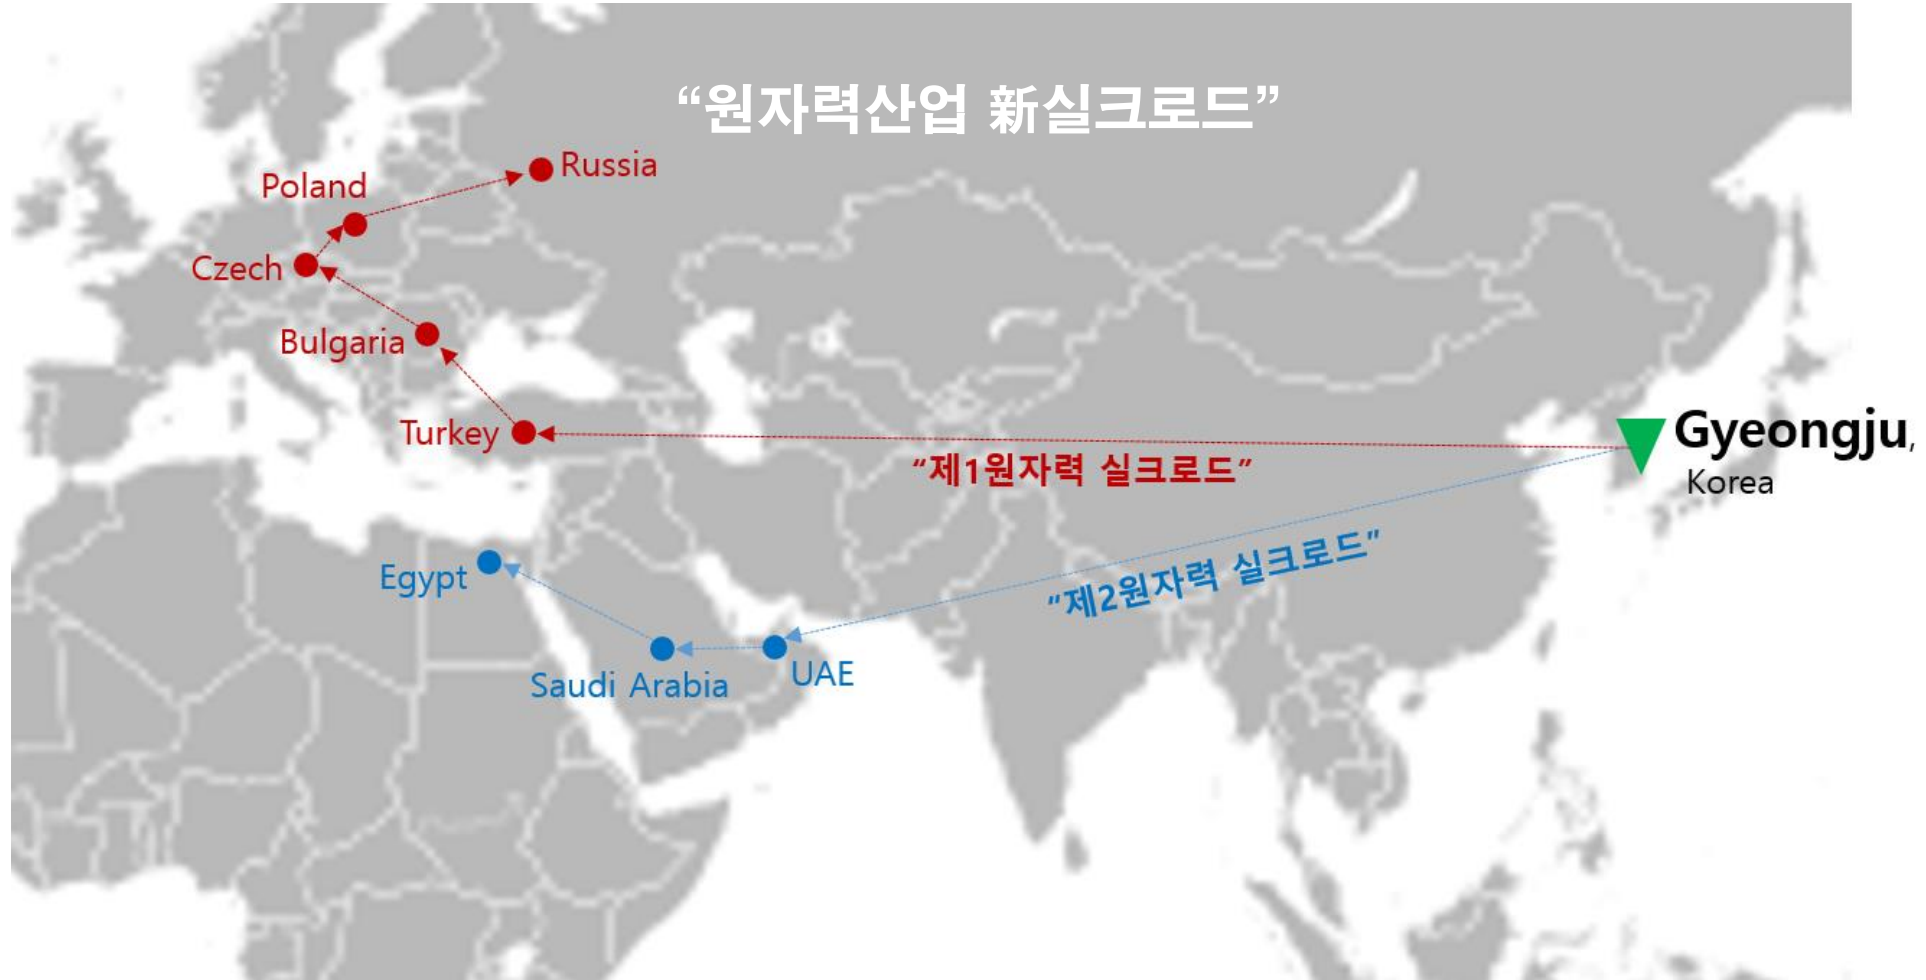 “원자력산업 新실크로드”
Russia
Poland
Czech
Bulgaria
Turkey
Gyeongju,
Korea
“제1원자력 실크로드”
“제2원자력 실크로드”
Egypt
Saudi Arabia
UAE